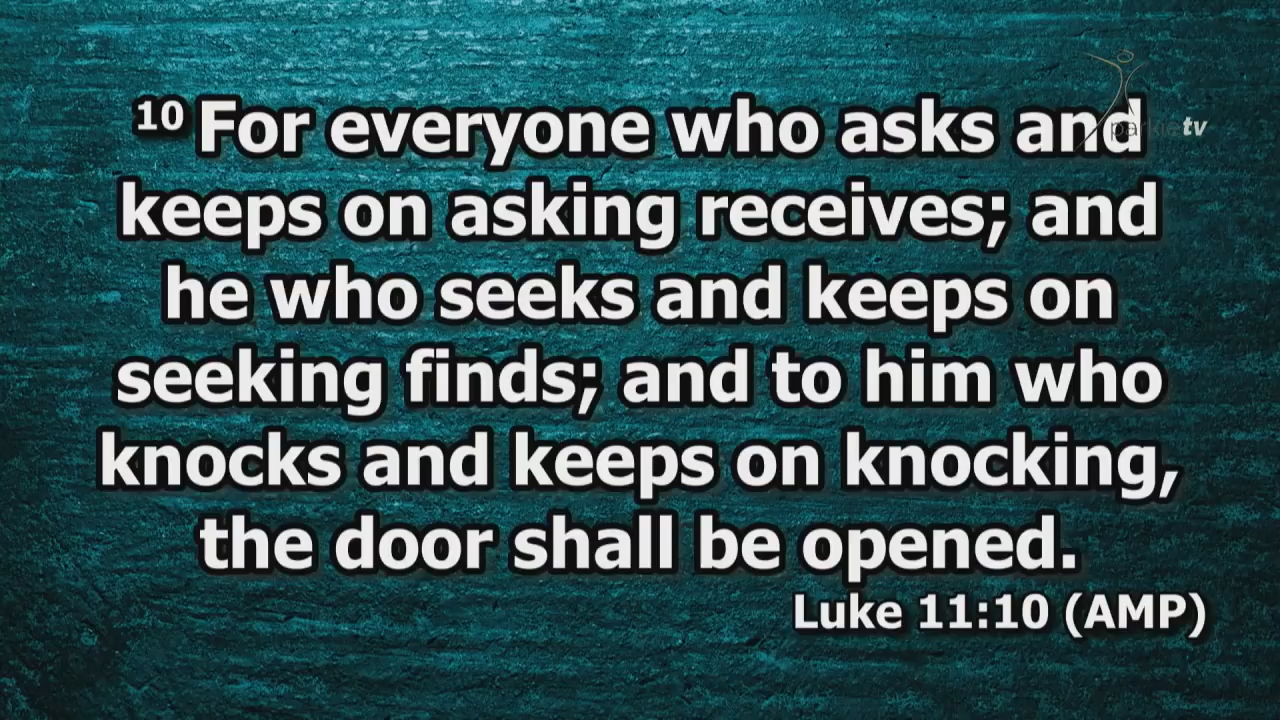 10 For everyone who asks and
keeps on asking receives; and
he who seeks and keeps on
seeking finds; and to him who
knocks and keeps on knocking,
the door shall be opened.
Luke 11:10 (AMP)
tv